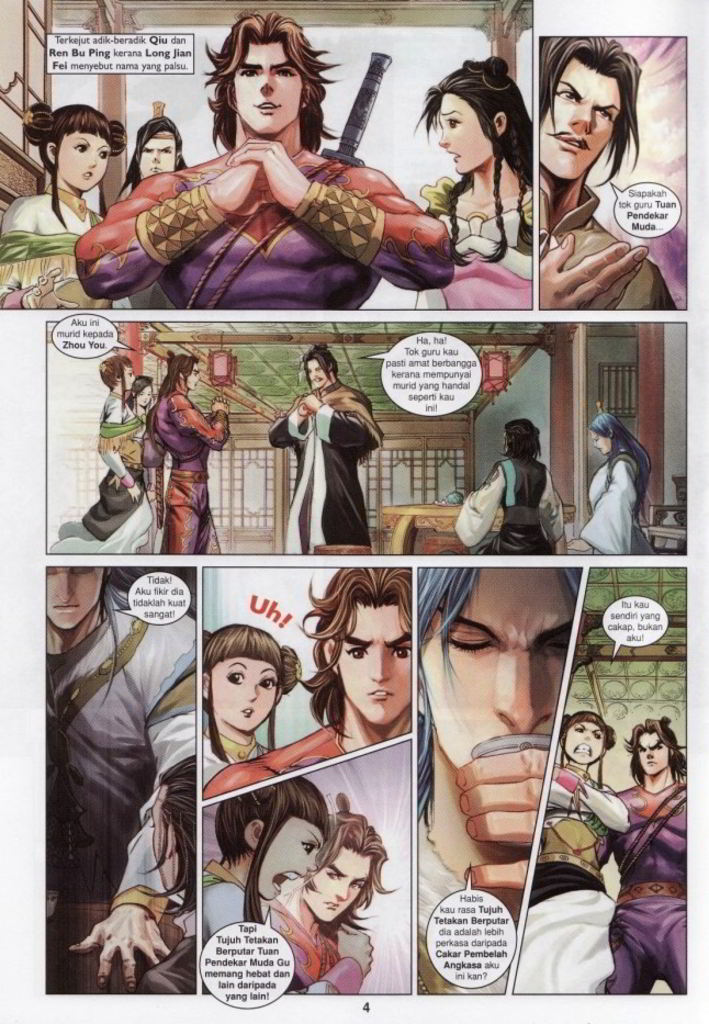 Terkejut adik-beradik Qiu dan
Ren Bu Ping kerana Long Jian
Fei menyebut nama yang palsu.
Siapakah
tok guru Tuan
Pendekar
Muda...
Aku ini
murid kepada
Zhou You.
Ha, ha!
Tok guru kau
pasti amat berbangga
kerana mempunyai
murid yang handal
seperti kau
ini!
Tidak!
Aku fikir dia
tidaklah kuat
sangat!
Uh!
Tapi
Tujuh Tetakan
Berputar Tuan
Pendekar Muda Gu
memang hebat dan
lain daripada
yang lain!
Habis
kau rasa Tujuh
Tetakan Berputar
dia adalah lebih
perkasa daripada
Cakar Pembelah
Angkasa aku
ini kan?
Itu kau
sendiri yang
cakap, bukan
aku!
4